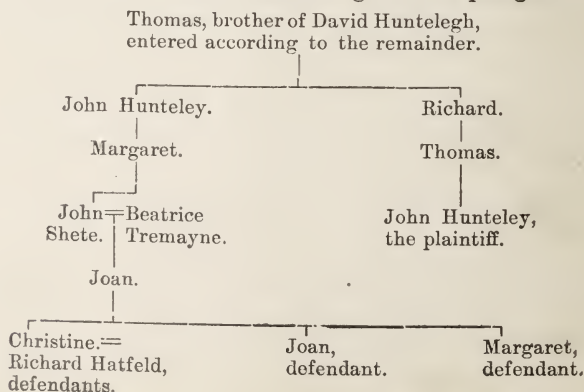 Thomas, brother of David Huntelegh,
entered according to the remainder.
John Hunteley.
Richard.
Margaret.
Thomas.
John=Beatrice
Shete. Tremayne.
John Hunteley,
the plaintiff.
Joan.
Christine.=
Richard Hatfeld,
defendants.
Joan,
defendant.
Margaret,
defendant.